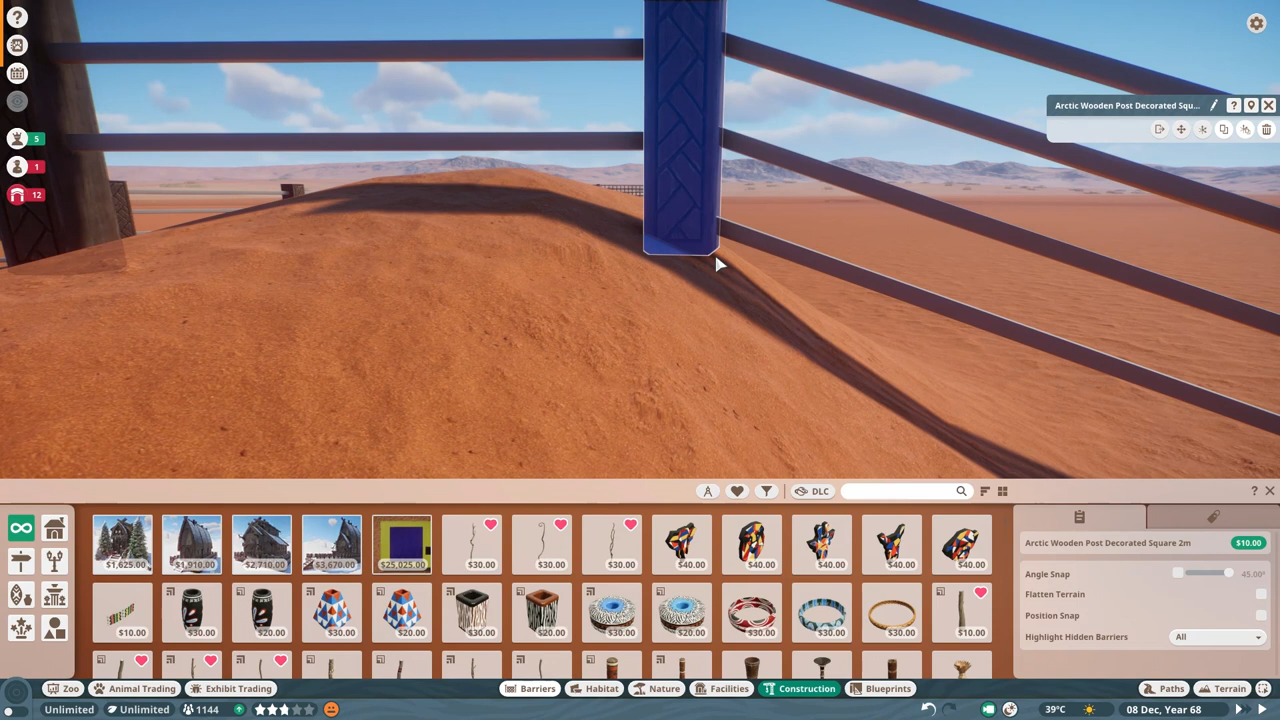 ?
5
1
12
Arctic Wooden Post Decorated Squ...
?
DLC
?
$1,625.00 $1,910.00 $2,710.00 $3,670.00 $25,025.00 $30.00 $30.00 $30.00 $40.00 $40.00 $40.00 $40.00 $40.00
$10.00 $30.00 $20.00 $30.00 $20.00 $30.00 $20.00 $30.00 $20.00 $30.00 $30.00 $30.00 $10.00
Arctic Wooden Post Decorated Square 2m $10.00
Angle Snap 45.00°
Flatten Terrain
Position Snap
Highlight Hidden Barriers All
Zoo Animal Trading Exhibit Trading Barriers Habitat Nature Facilities Construction Blueprints Paths Terrain
Unlimited Unlimited 1144 39°C 08 Dec, Year 68